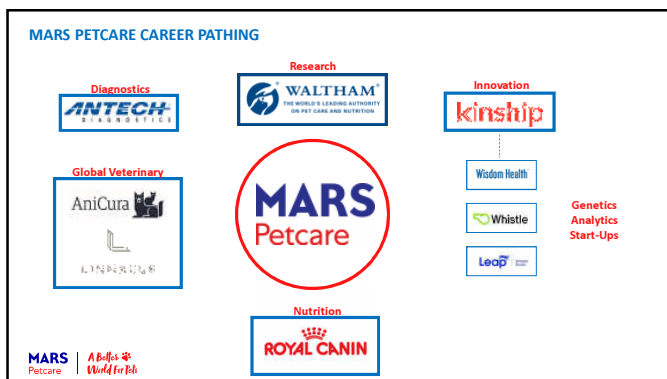 MARS PETCARE CAREER PATHING
Research
Diagnostics
Innovation
ANTECH
DIAGNOSTICS
WALTHAM
THE WORLD'S LEADING AUTHORITY
ON PET CARE AND NUTRITION
kinship
Global Veterinary
AniCura
LINNAEUS
MARS
Petcare
Wisdom Health
Whistle
Leap
Genetics
Analytics
Start-Ups
Nutrition
ROYAL CANIN
MARS
Petcare
A Better
World For Pets